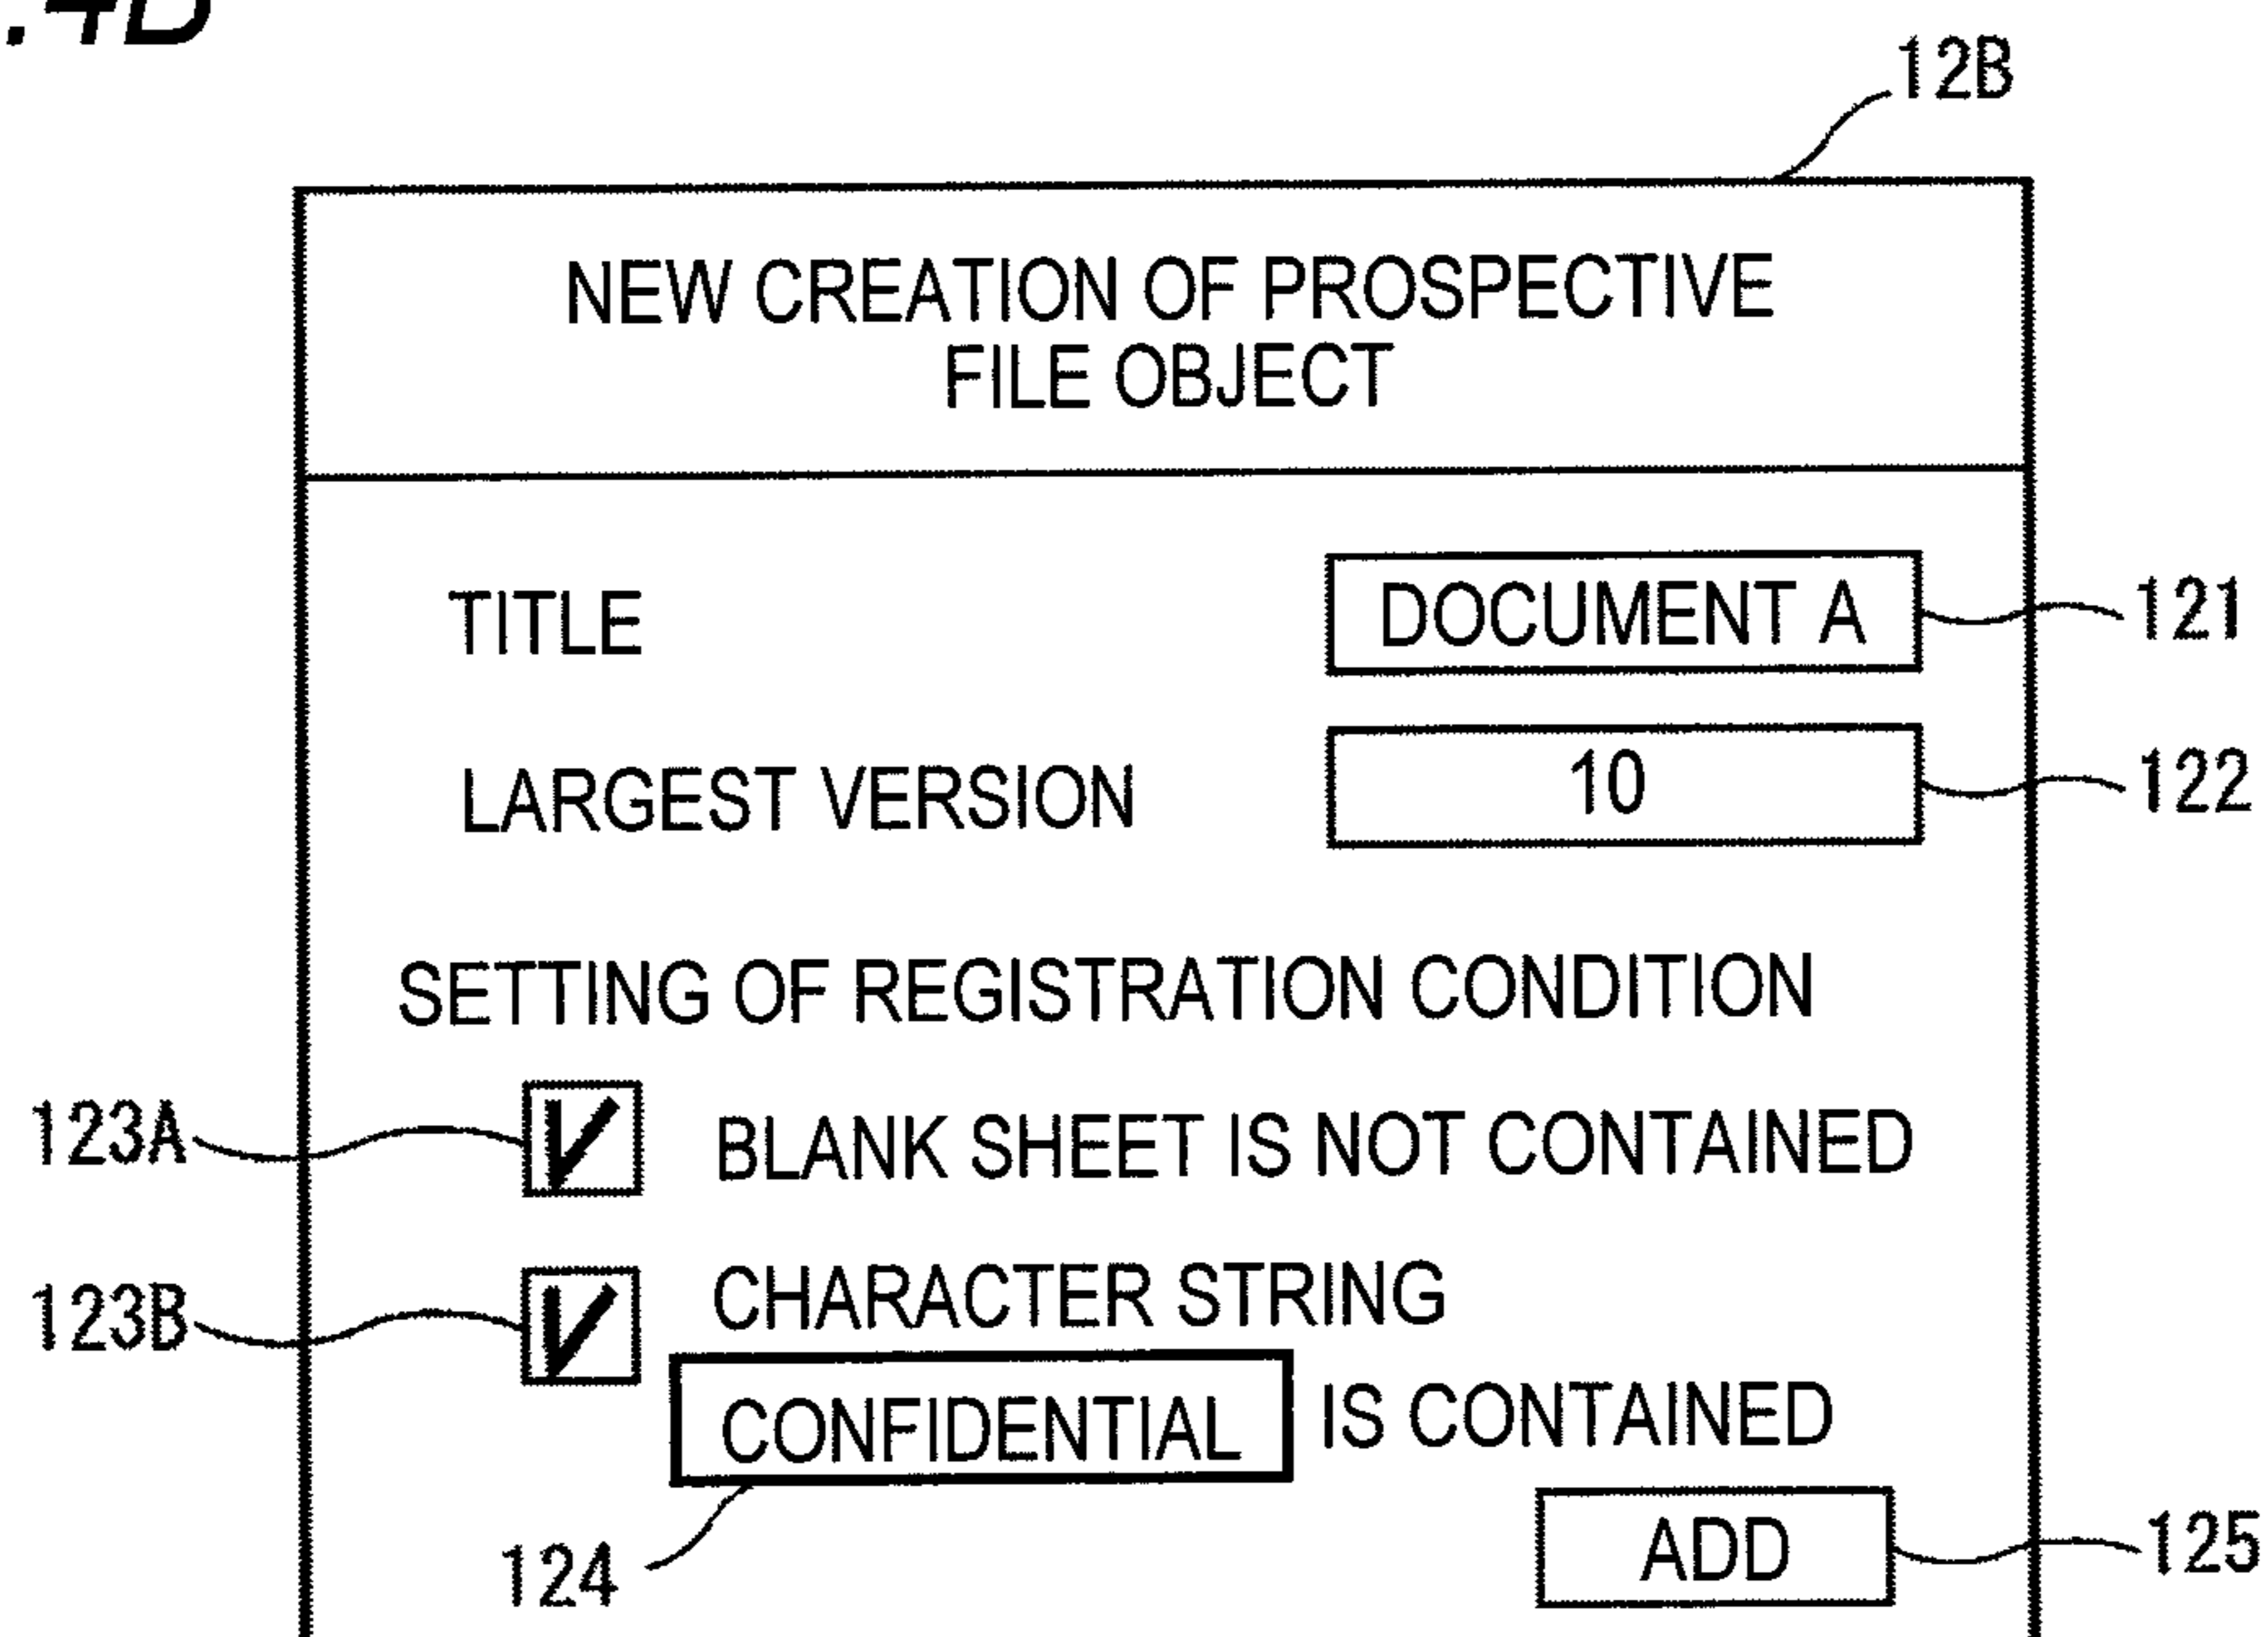 .4B
12B
NEW CREATION OF PROSPECTIVE
FILE OBJECT
TITLE DOCUMENT A 121
LARGEST VERSION 10 122
SETTING OF REGISTRATION CONDITION
123A BLANK SHEET IS NOT CONTAINED
123B CHARACTER STRING
CONFIDENTIAL IS CONTAINED
124 ADD 125